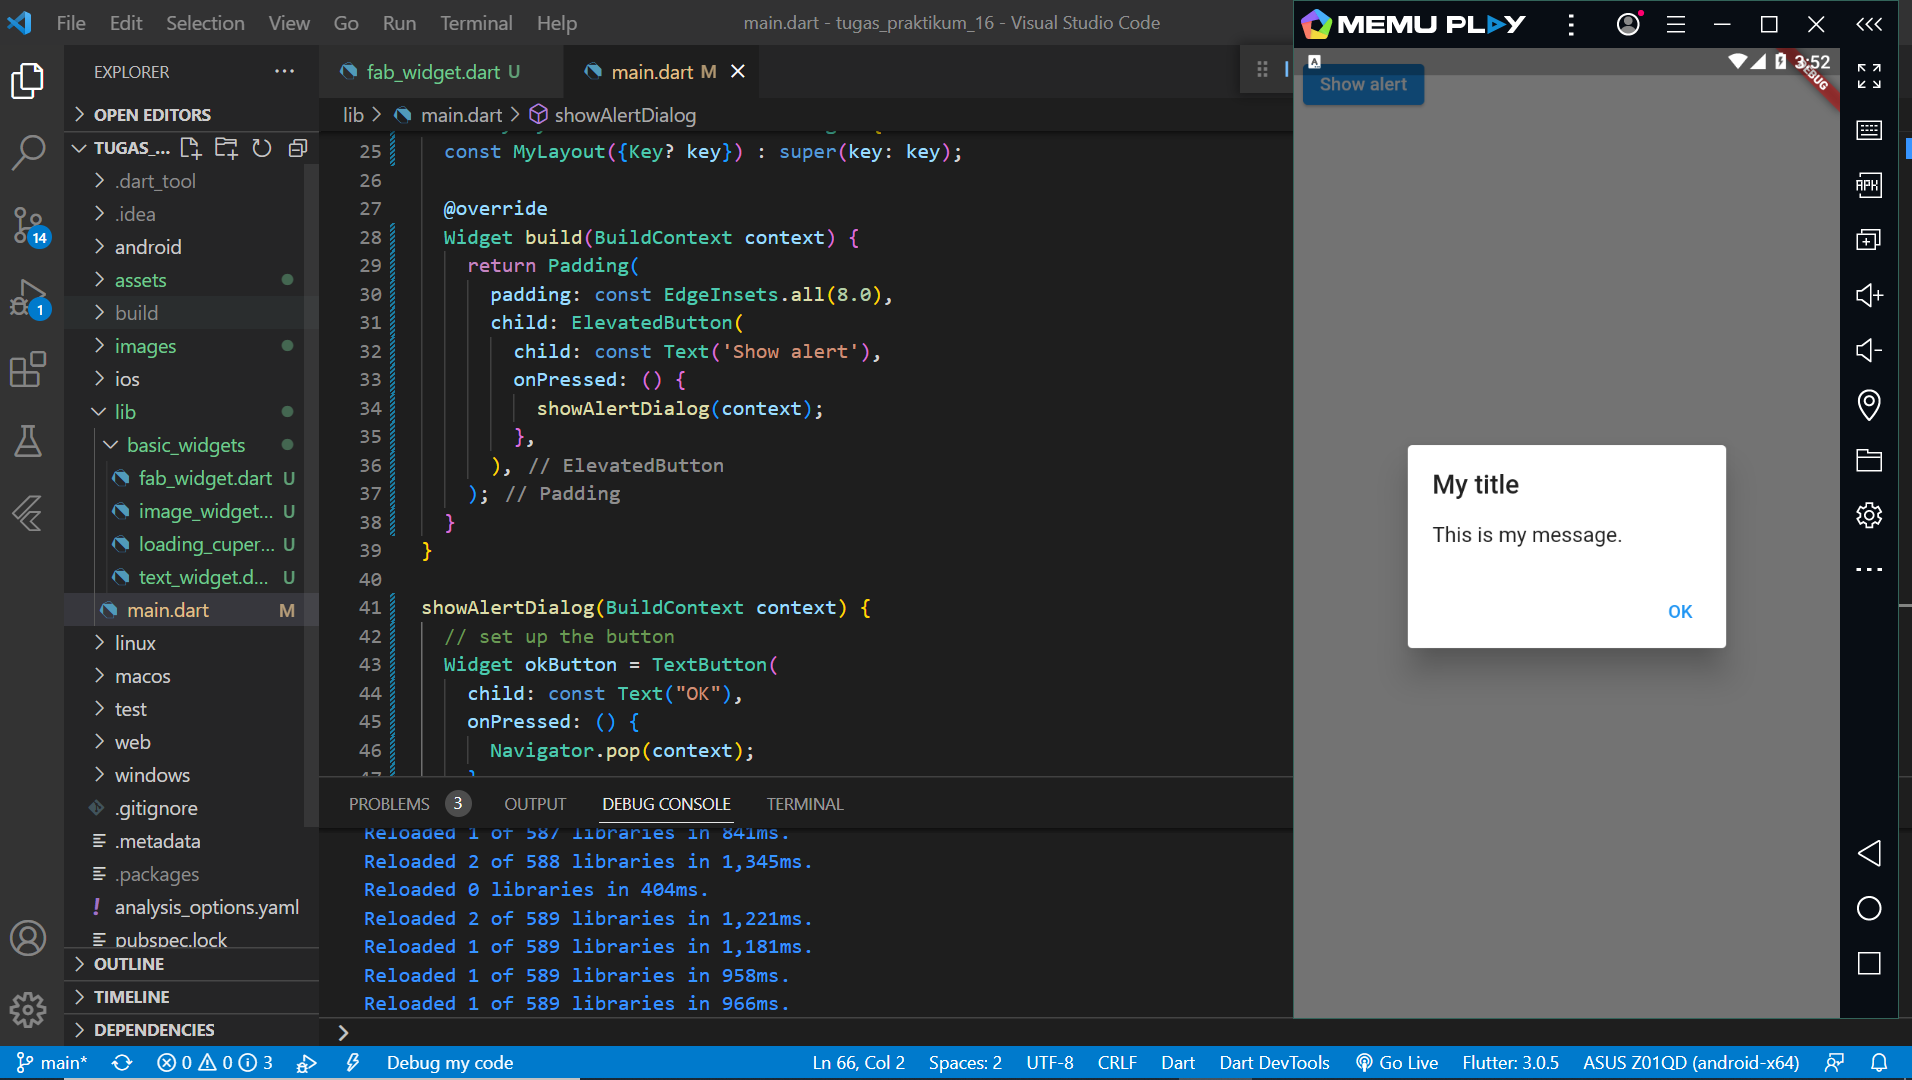 File Edit Selection View Go Run Terminal Help
main.dart - tugas_praktikum_16 - Visual Studio Code
EXPLORER
OPEN EDITORS
TUGAS_...
.dart_tool
.idea
android
assets
build
images
ios
lib
basic_widgets
fab_widget.dart U
image_widget... U
loading_cuper... U
text_widget.d... U
main.dart M
linux
macos
test
web
windows
.gitignore
.metadata
.packages
analysis_options.yaml
pubspec.lock
OUTLINE
TIMELINE
DEPENDENCIES
14
1
fab_widget.dart U
main.dart M
lib > main.dart > showAlertDialog
25 const MyLayout({Key? key}) : super(key: key);
26
27 @override
28 Widget build(BuildContext context) {
29 return Padding(
30 padding: const EdgeInsets.all(8.0),
31 child: ElevatedButton(
32 child: const Text('Show alert'),
33 onPressed: () {
34 showAlertDialog(context);
35 },
36 ), // ElevatedButton
37 ); // Padding
38 }
39 }
40
41 showAlertDialog(BuildContext context) {
42 // set up the button
43 Widget okButton = TextButton(
44 child: const Text("OK"),
45 onPressed: () {
46 Navigator.pop(context);
PROBLEMS 3 OUTPUT DEBUG CONSOLE TERMINAL
Reloaded 1 of 587 libraries in 841ms.
Reloaded 2 of 588 libraries in 1,345ms.
Reloaded 0 libraries in 404ms.
Reloaded 2 of 589 libraries in 1,221ms.
Reloaded 1 of 589 libraries in 1,181ms.
Reloaded 1 of 589 libraries in 958ms.
Reloaded 1 of 589 libraries in 966ms.
MEMU PLAY
A
3:52
DEBUG
Show alert
My title
This is my message.
OK
APK
main* 0 0 3 Debug my code Ln 66, Col 2 Spaces: 2 UTF-8 CRLF Dart Dart DevTools Go Live Flutter: 3.0.5 ASUS Z01QD (android-x64)